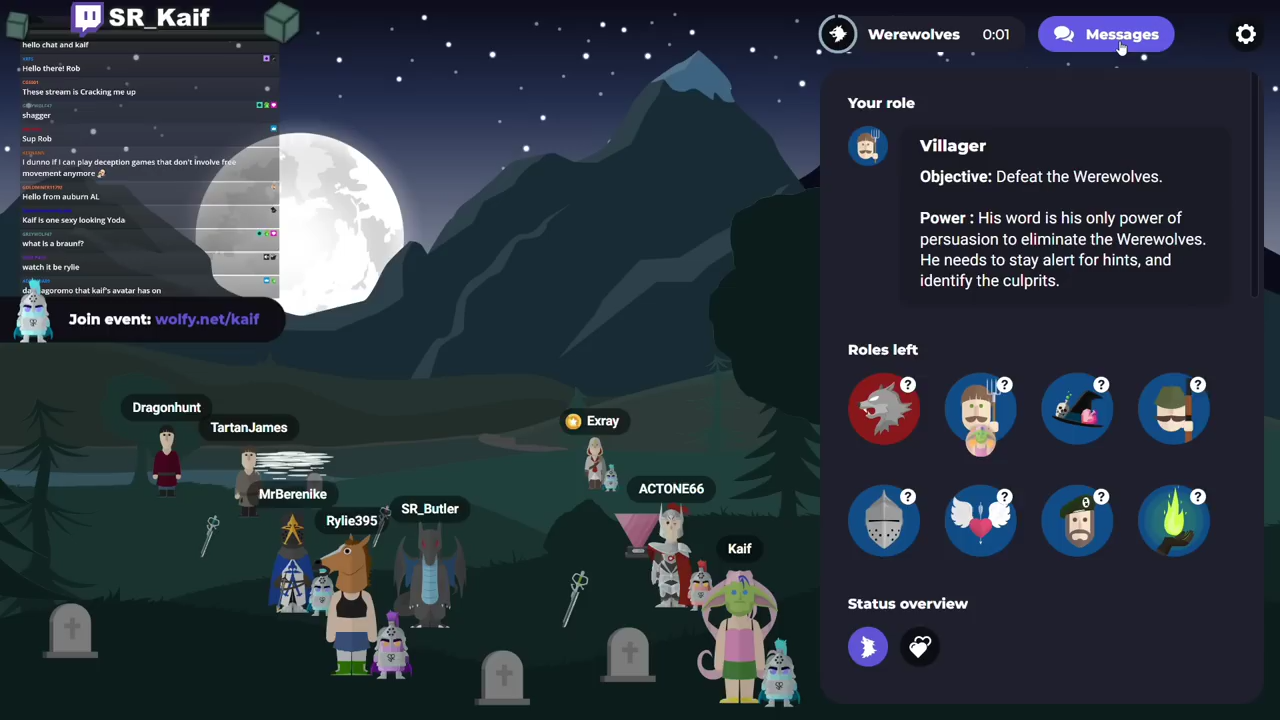 SR_Kaif
hello chat and kaif
Hello there! Rob
These stream is Cracking me up
shagger
Sup Rob
I dunno if I can play deception games that don't involve free
movement anymore
Hello from auburn AL
Kaif is one sexy looking Yoda
what is a braunf?
watch it be rylie
Join event: wolfy.net/kaif
Werewolves 0:01
Messages
Your role
Villager
Objective: Defeat the Werewolves.
Power : His word is his only power of
persuasion to eliminate the Werewolves.
He needs to stay alert for hints, and
identify the culprits.
Roles left
? ? ? ?
? ? ? ?
Status overview
Dragonhunt
TartanJames
MrBerenike
Rylie395
SR_Butler
Exray
ACTONE66
Kaif